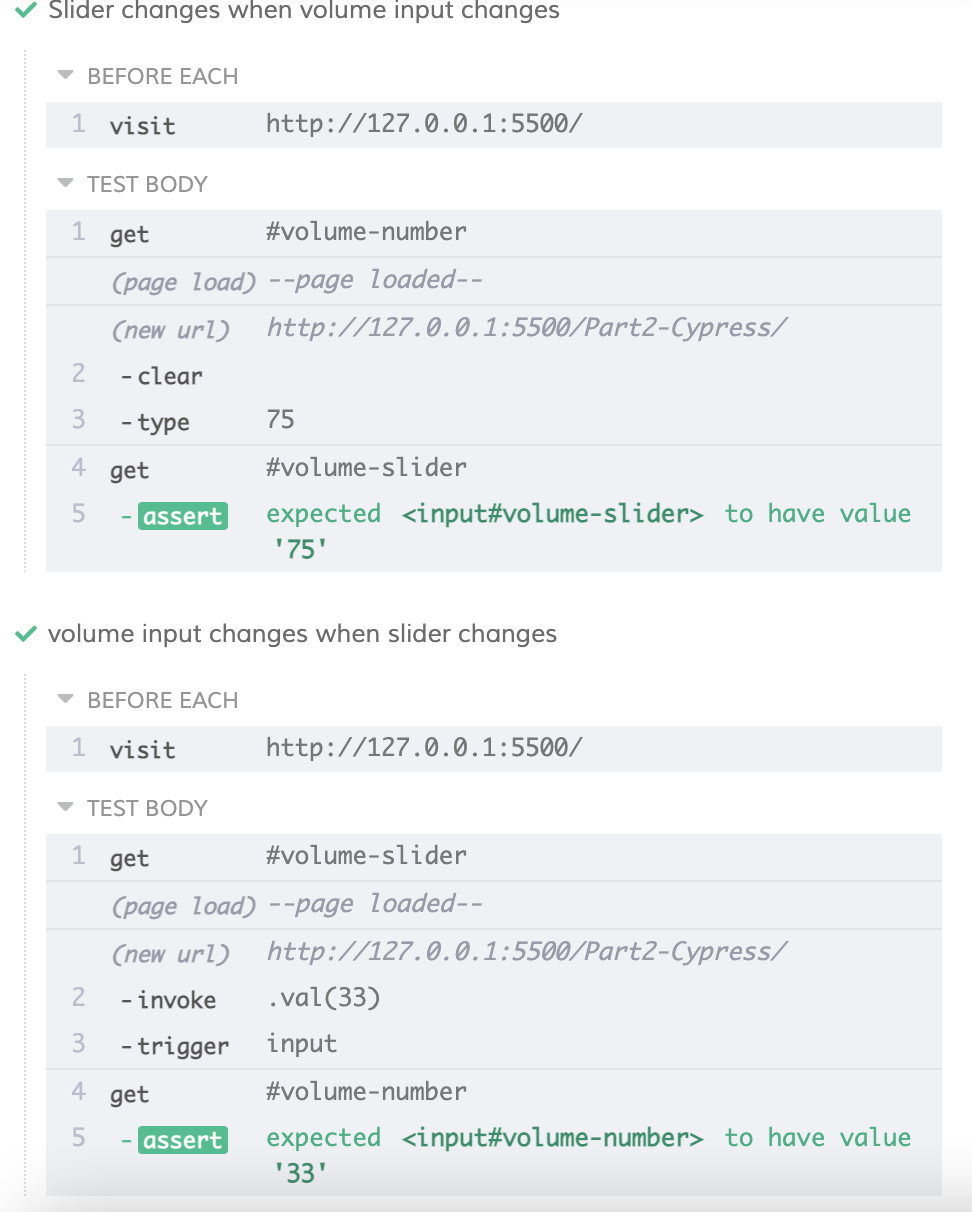 Slider changes when volume input changes
BEFORE EACH
1 visit http://127.0.0.1:5500/
TEST BODY
1 get #volume-number
(page load) --page loaded--
(new url) http://127.0.0.1:5500/Part2-Cypress/
2 -clear
3 -type 75
4 get #volume-slider
5 -assert expected <input#volume-slider> to have value
'75'
volume input changes when slider changes
BEFORE EACH
1 visit http://127.0.0.1:5500/
TEST BODY
1 get #volume-slider
(page load) --page loaded--
(new url) http://127.0.0.1:5500/Part2-Cypress/
2 -invoke .val(33)
3 -trigger input
4 get #volume-number
5 -assert expected <input#volume-number> to have value
'33'